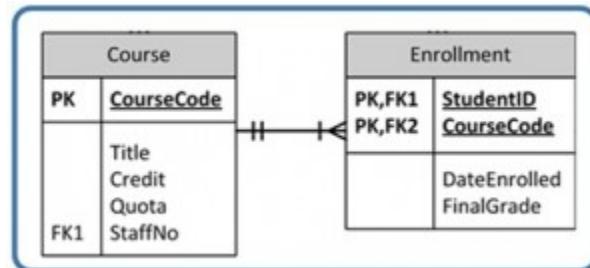 Course
PK CourseCode
Title
Credit
Quota
FK1 StaffNo
Enrollment
PK,FK1 StudentID
PK,FK2 CourseCode
DateEnrolled
FinalGrade